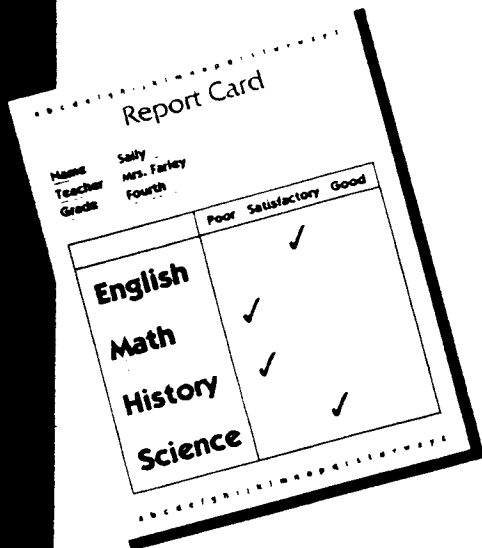 Report Card
Name Sally
Teacher Mrs. Farley
Grade Fourth
Poor Satisfactory Good
English ✓
Math ✓
History ✓
Science ✓